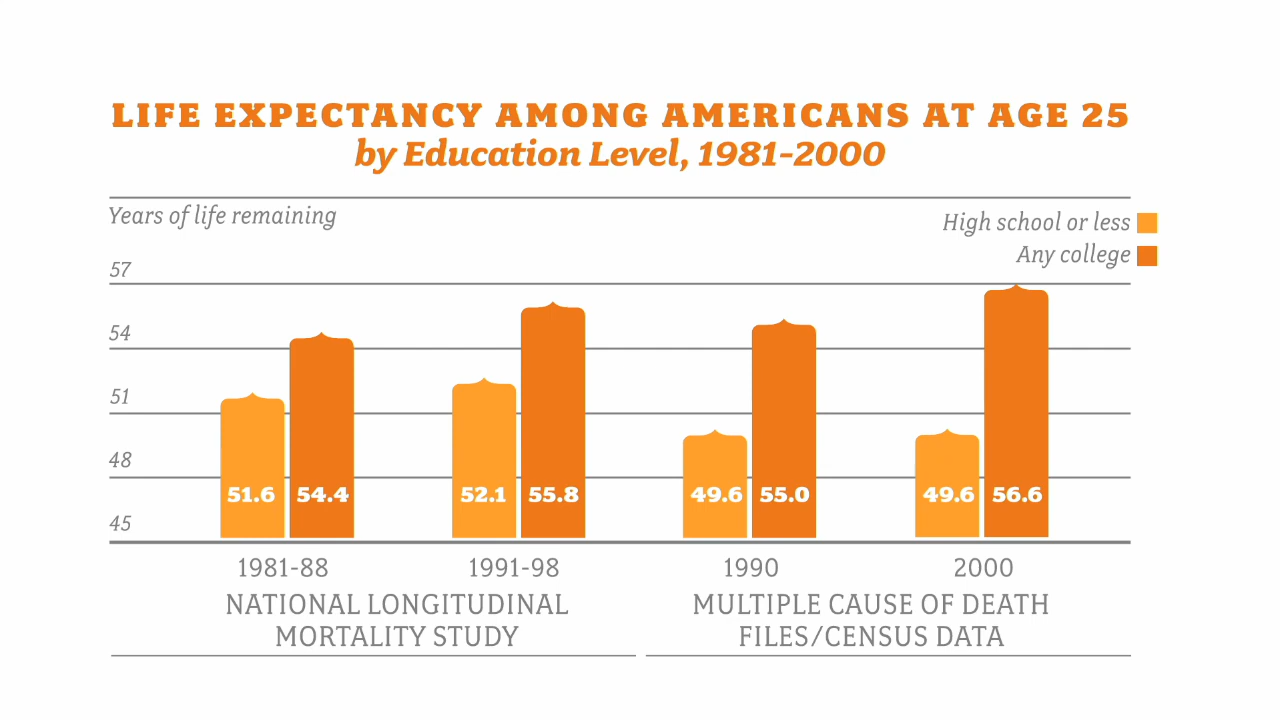 LIFE EXPECTANCY AMONG AMERICANS AT AGE 25
by Education Level, 1981-2000
Years of life remaining
High school or less
Any college
57
54
51
48
45
51.6 54.4 52.1 55.8 49.6 55.0 49.6 56.6
1981-88 1991-98 1990 2000
NATIONAL LONGITUDINAL
MORTALITY STUDY
MULTIPLE CAUSE OF DEATH
FILES/CENSUS DATA